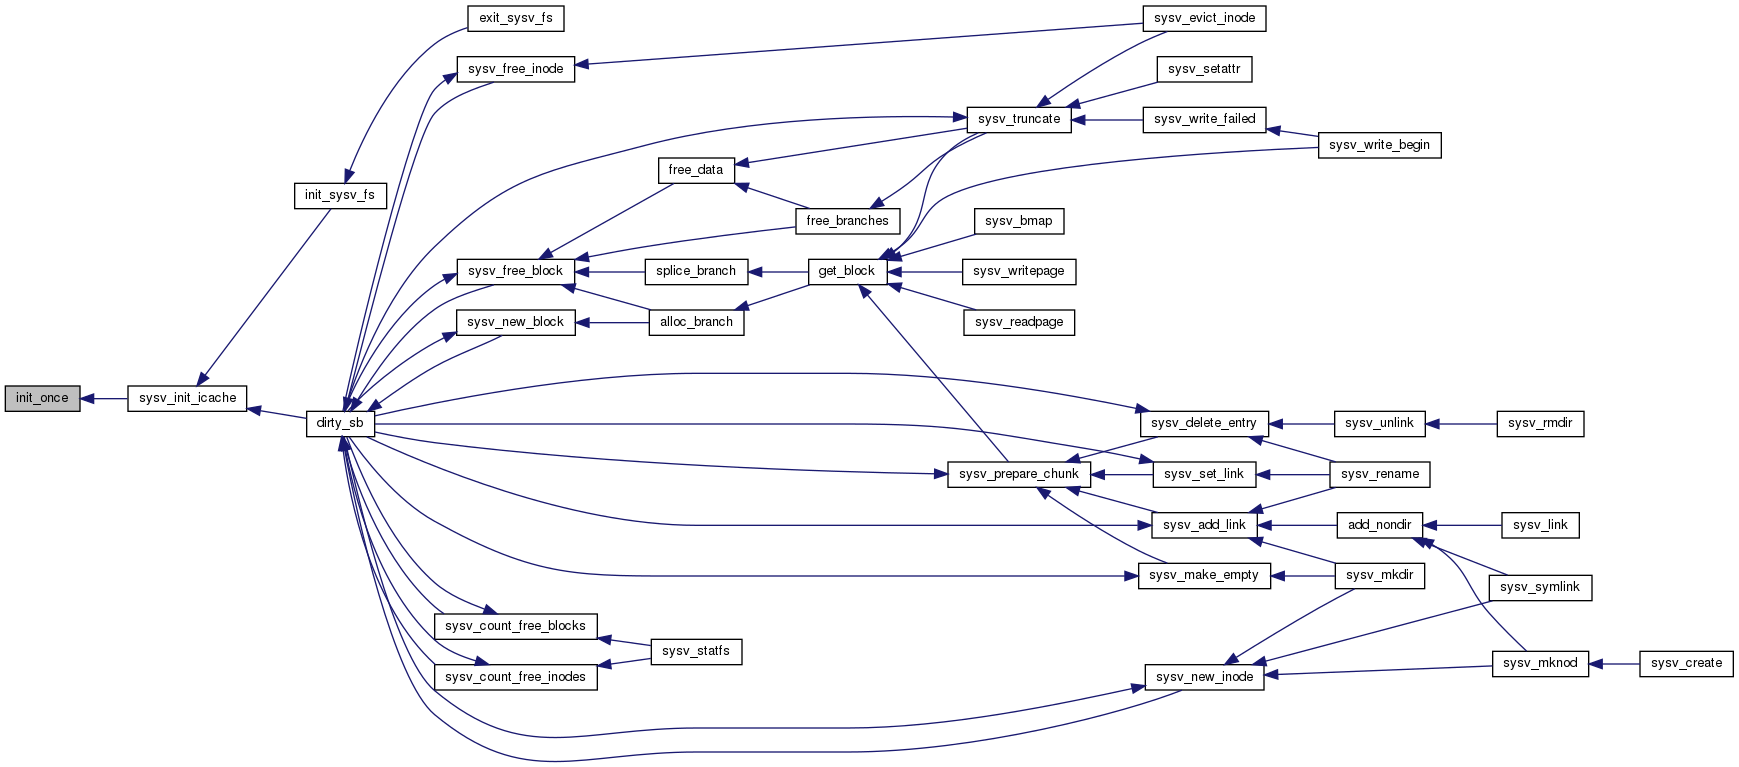 exit_sysv_fs
sysv_evict_inode
sysv_free_inode
sysv_setattr
sysv_truncate
sysv_write_failed
sysv_write_begin
free_data
init_sysv_fs
free_branches
sysv_bmap
sysv_free_block
splice_branch
get_block
sysv_writepage
sysv_new_block
alloc_branch
sysv_readpage
init_once
sysv_init_icache
dirty_sb
sysv_delete_entry
sysv_unlink
sysv_rmdir
sysv_prepare_chunk
sysv_set_link
sysv_rename
sysv_add_link
add_nondir
sysv_link
sysv_make_empty
sysv_mkdir
sysv_symlink
sysv_count_free_blocks
sysv_statfs
sysv_count_free_inodes
sysv_new_inode
sysv_mknod
sysv_create